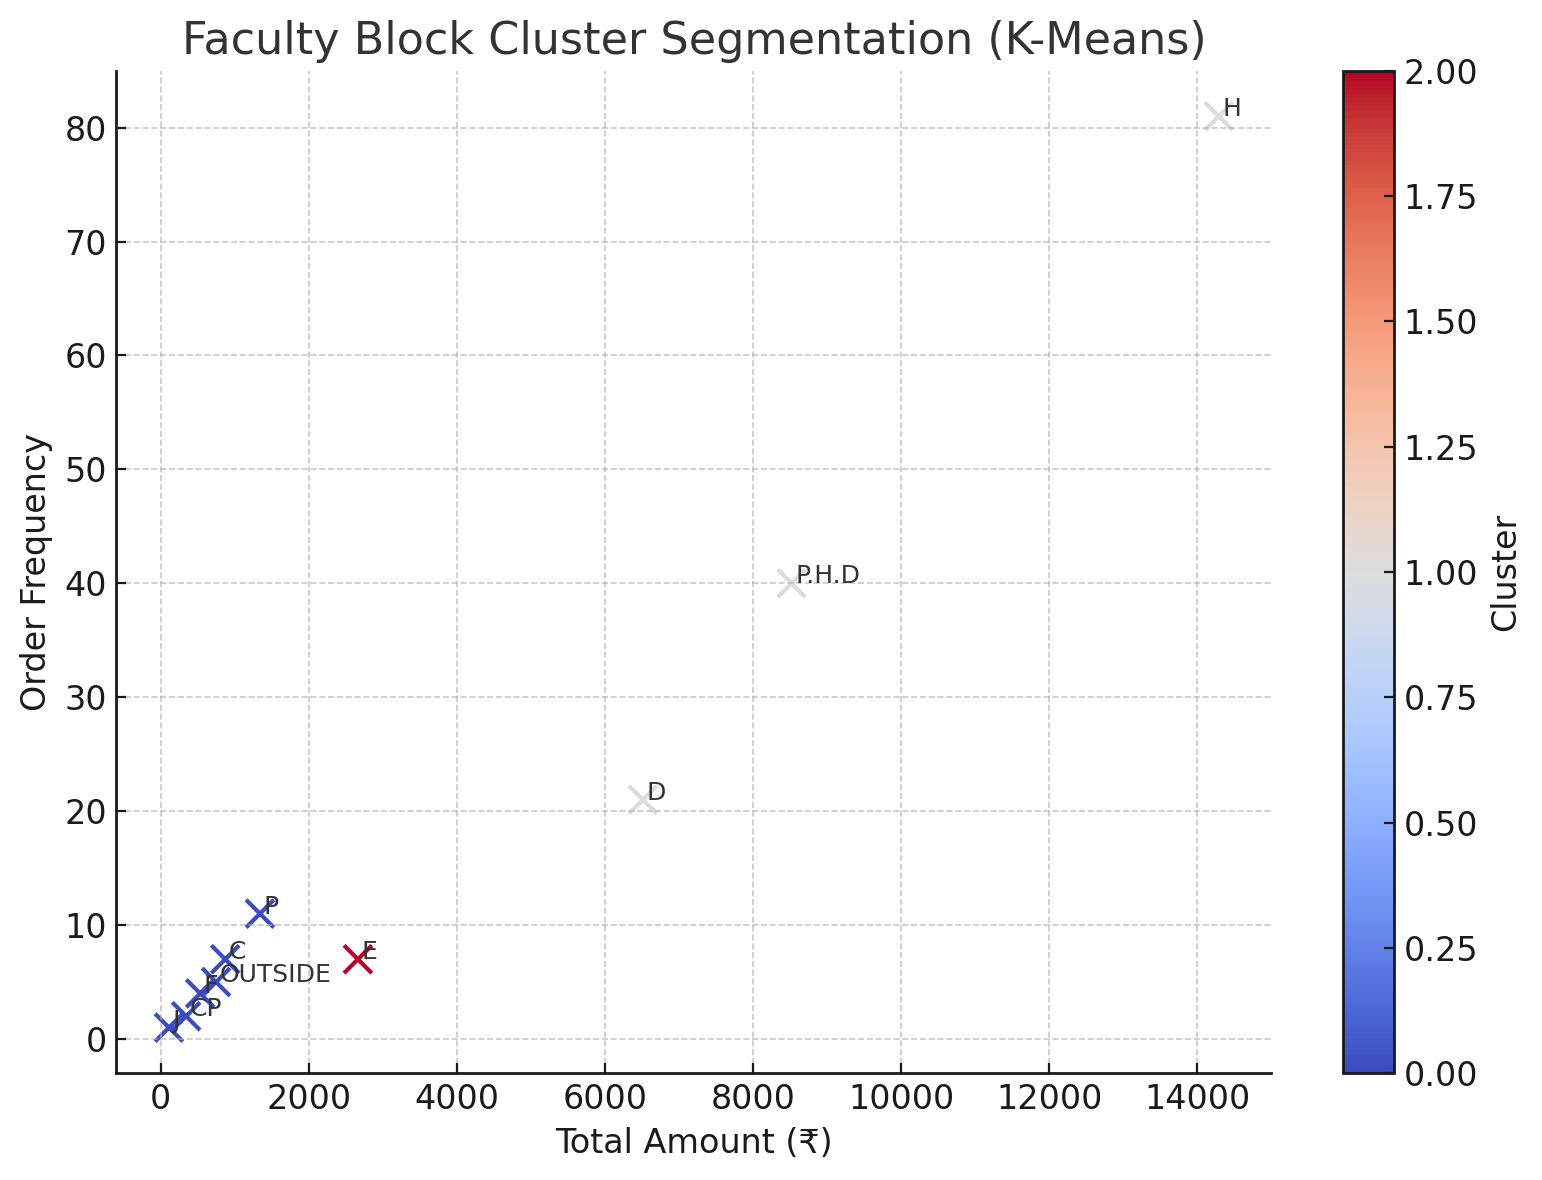 Faculty Block Cluster Segmentation (K-Means)
Order Frequency
80
70
60
50
40
30
20
10
0
H
P.H.D
D
P
C
E
OUTSIDE
F
CP
J
0 2000 4000 6000 8000 10000 12000 14000
Total Amount (₹)
2.00
1.75
1.50
1.25
1.00
0.75
0.50
0.25
0.00
Cluster